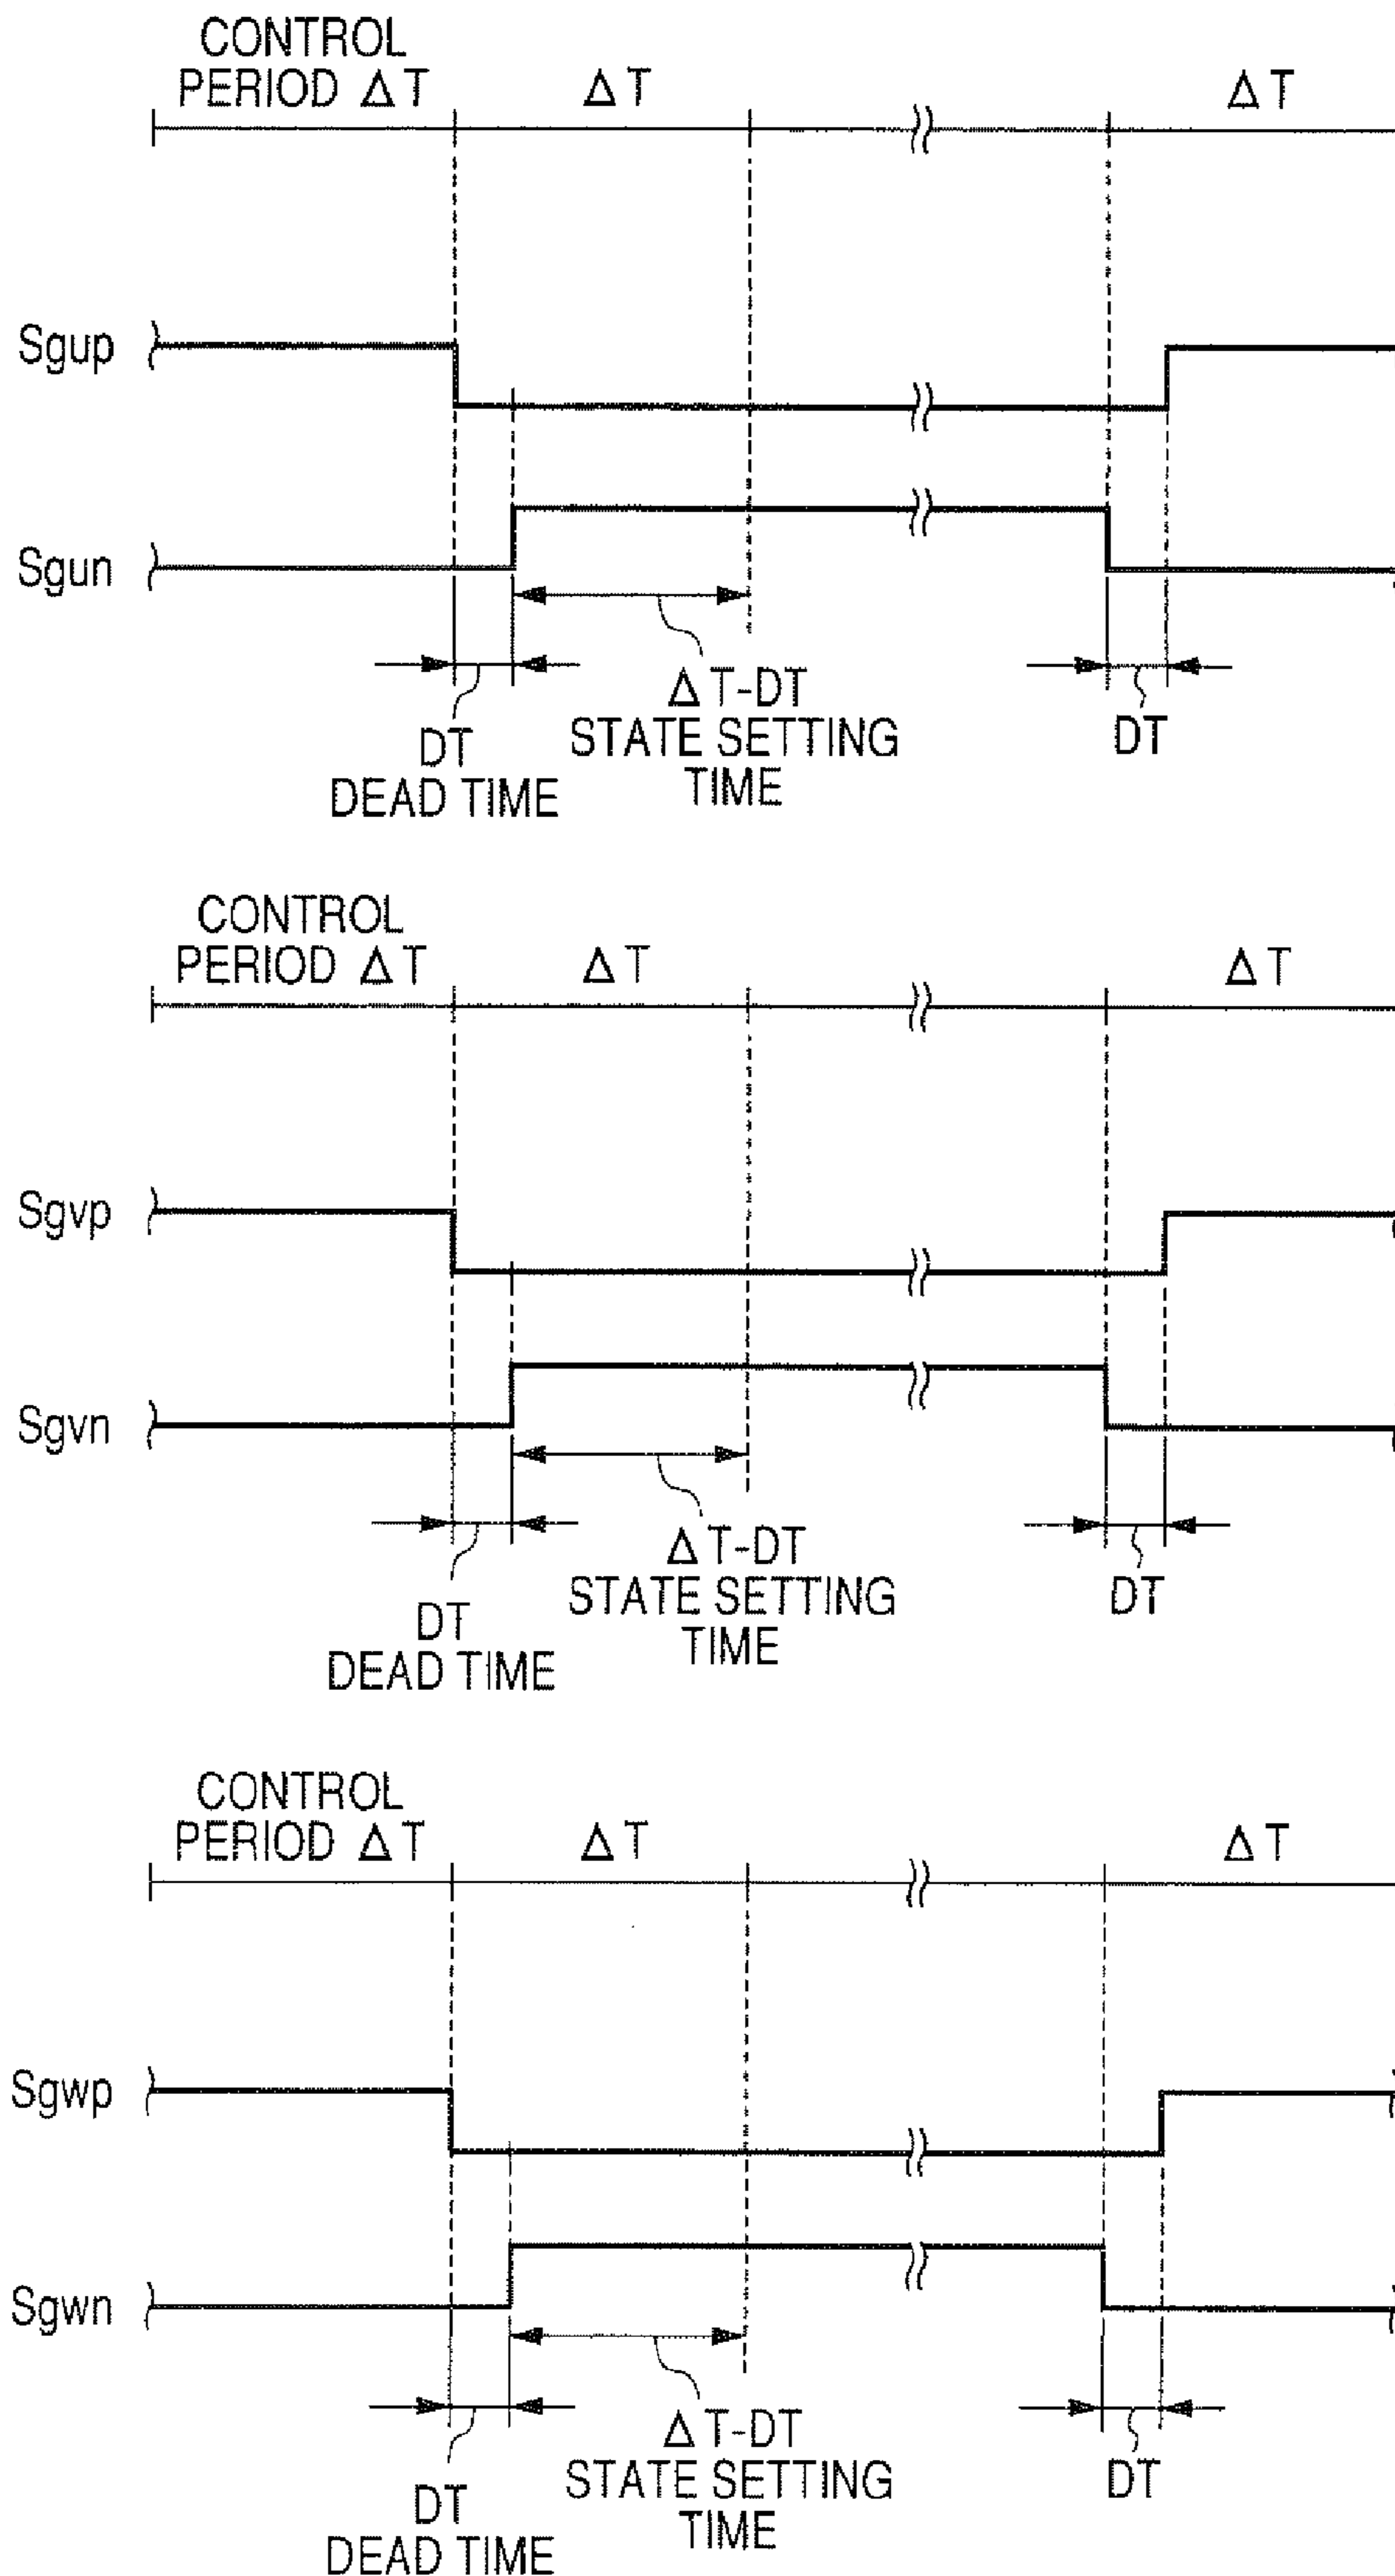 CONTROL
PERIOD ΔT
ΔT
ΔT
Sgup
Sgun
ΔT-DT
STATE SETTING
TIME
DT
DEAD TIME
DT
CONTROL
PERIOD ΔT
ΔT
ΔT
Sgvp
Sgvn
ΔT-DT
STATE SETTING
TIME
DT
DEAD TIME
DT
CONTROL
PERIOD ΔT
ΔT
ΔT
Sgwp
Sgwn
ΔT-DT
STATE SETTING
TIME
DT
DEAD TIME
DT